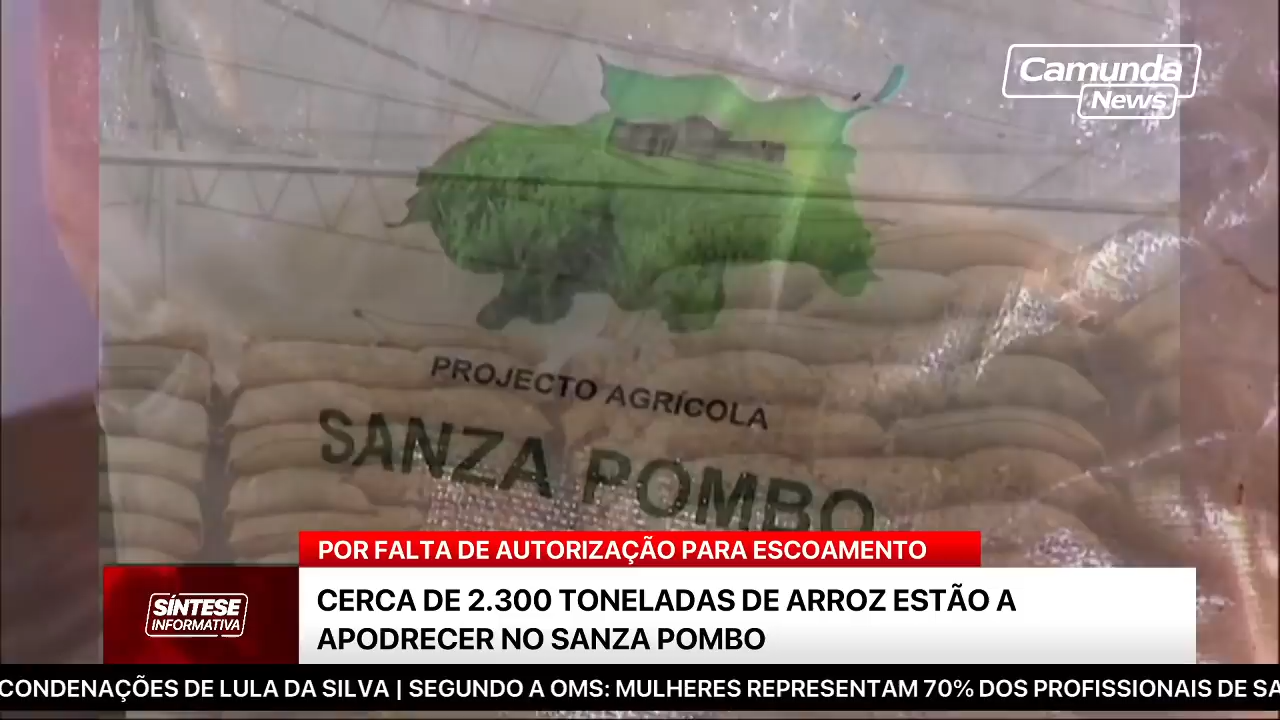 Camunda
News
PROJECTO AGRÍCOLA
SANZA POMBO
POR FALTA DE AUTORIZAÇÃO PARA ESCOAMENTO
SÍNTESE
INFORMATIVA
CERCA DE 2.300 TONELADAS DE ARROZ ESTÃO A
APODRECER NO SANZA POMBO
CONDENAÇÕES DE LULA DA SILVA | SEGUNDO A OMS: MULHERES REPRESENTAM 70% DOS PROFISSIONAIS DE SA